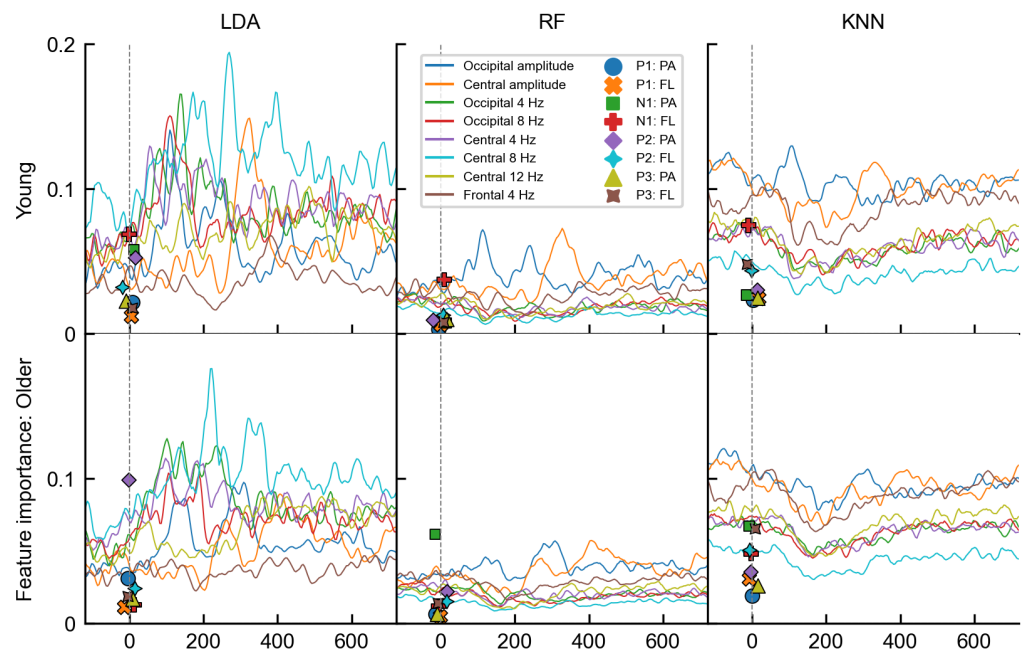 LDA RF KNN
0.2
Occipital amplitude P1: PA
Central amplitude P1: FL
Occipital 4 Hz N1: PA
Occipital 8 Hz N1: FL
Central 4 Hz P2: PA
Central 8 Hz P2: FL
Central 12 Hz P3: PA
Frontal 4 Hz P3: FL
Young
0.1
0
Feature importance: Older
0.1
0
0 200 400 600 0 200 400 600 0 200 400 600